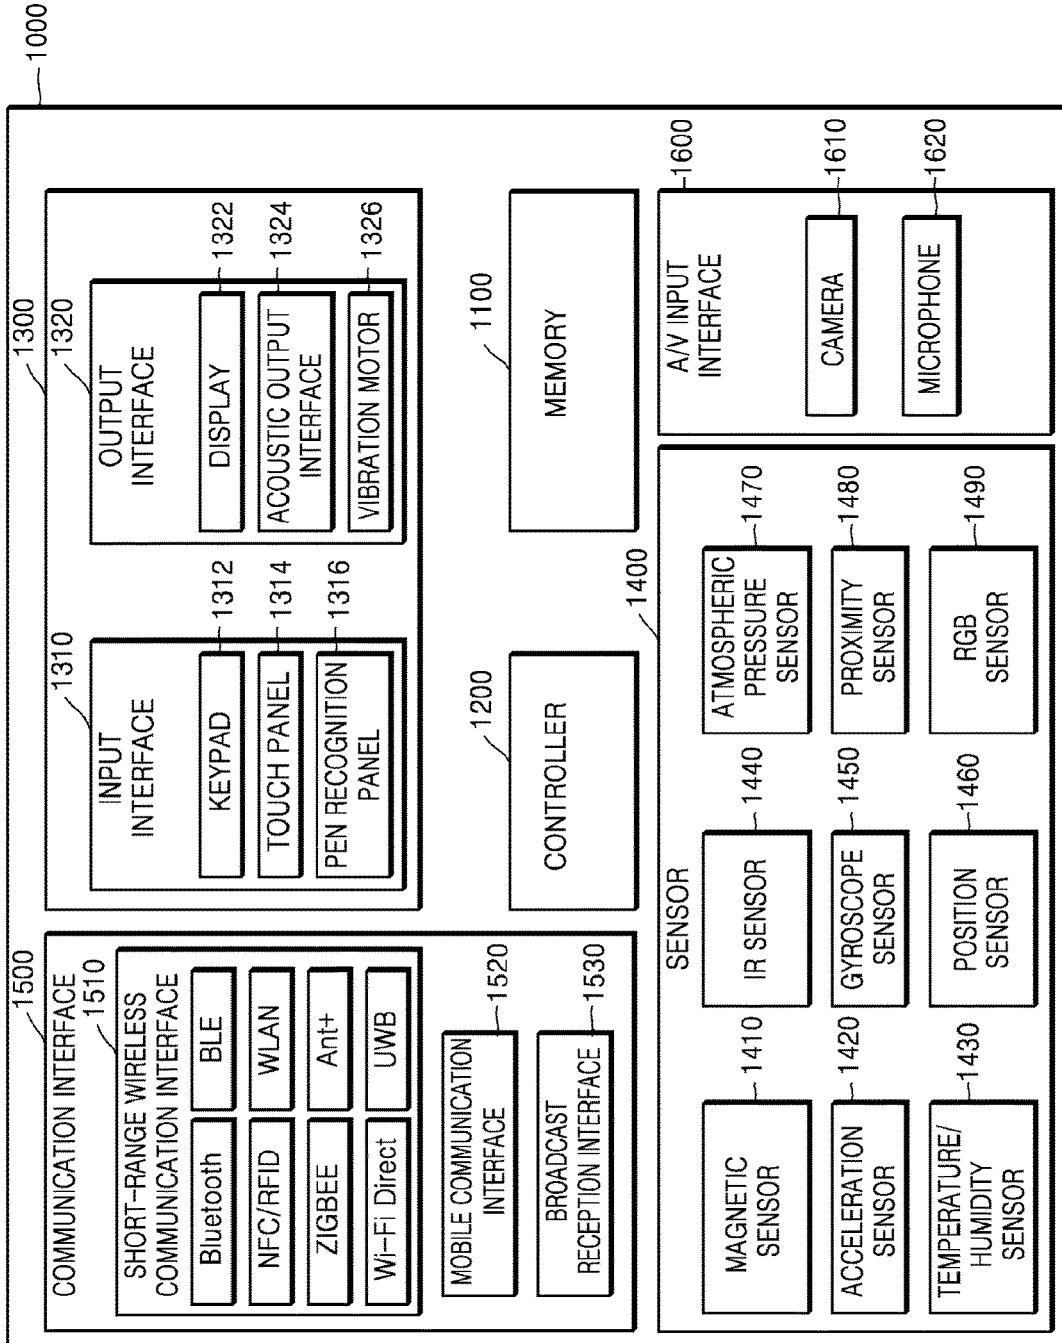 1000
1500
COMMUNICATION INTERFACE
1510
SHORT-RANGE WIRELESS
COMMUNICATION INTERFACE
Bluetooth
BLE
NFC/RFID
WLAN
ZIGBEE
Ant+
Wi-Fi Direct
UWB
1520
MOBILE COMMUNICATION
INTERFACE
1530
BROADCAST
RECEPTION INTERFACE
1300
1310
INPUT
INTERFACE
1312
KEYPAD
1314
TOUCH PANEL
1316
PEN RECOGNITION
PANEL
1320
OUTPUT
INTERFACE
1322
DISPLAY
1324
ACOUSTIC OUTPUT
INTERFACE
1326
VIBRATION MOTOR
1200
CONTROLLER
1100
MEMORY
1400
SENSOR
1410
MAGNETIC
SENSOR
1440
IR SENSOR
1470
ATMOSPHERIC
PRESSURE
SENSOR
1420
ACCELERATION
SENSOR
1450
GYROSCOPE
SENSOR
1480
PROXIMITY
SENSOR
1430
TEMPERATURE/
HUMIDITY
SENSOR
1460
POSITION
SENSOR
1490
RGB
SENSOR
1600
A/V INPUT
INTERFACE
1610
CAMERA
1620
MICROPHONE